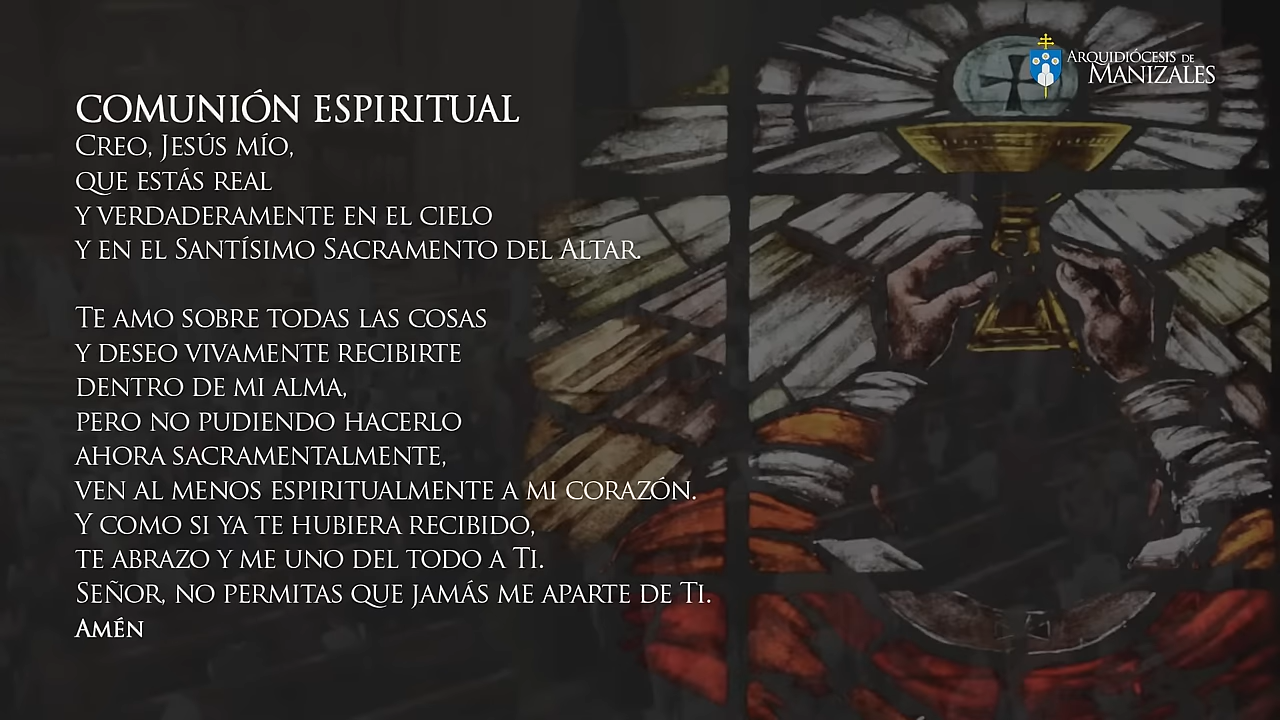 ARQUIDIÓCESIS DE
MANIZALES
COMUNIÓN ESPIRITUAL
Creo, Jesús mío,
que estás real
y verdaderamente en el cielo
y en el Santísimo Sacramento del Altar.
Te amo sobre todas las cosas
y deseo vivamente recibirte
dentro de mi alma,
pero no pudiendo hacerlo
ahora sacramentalmente,
ven al menos espiritualmente a mi corazón.
Y como si ya te hubiera recibido,
te abrazo y me uno del todo a Ti.
Señor, no permitas que jamás me aparte de Ti.
Amén